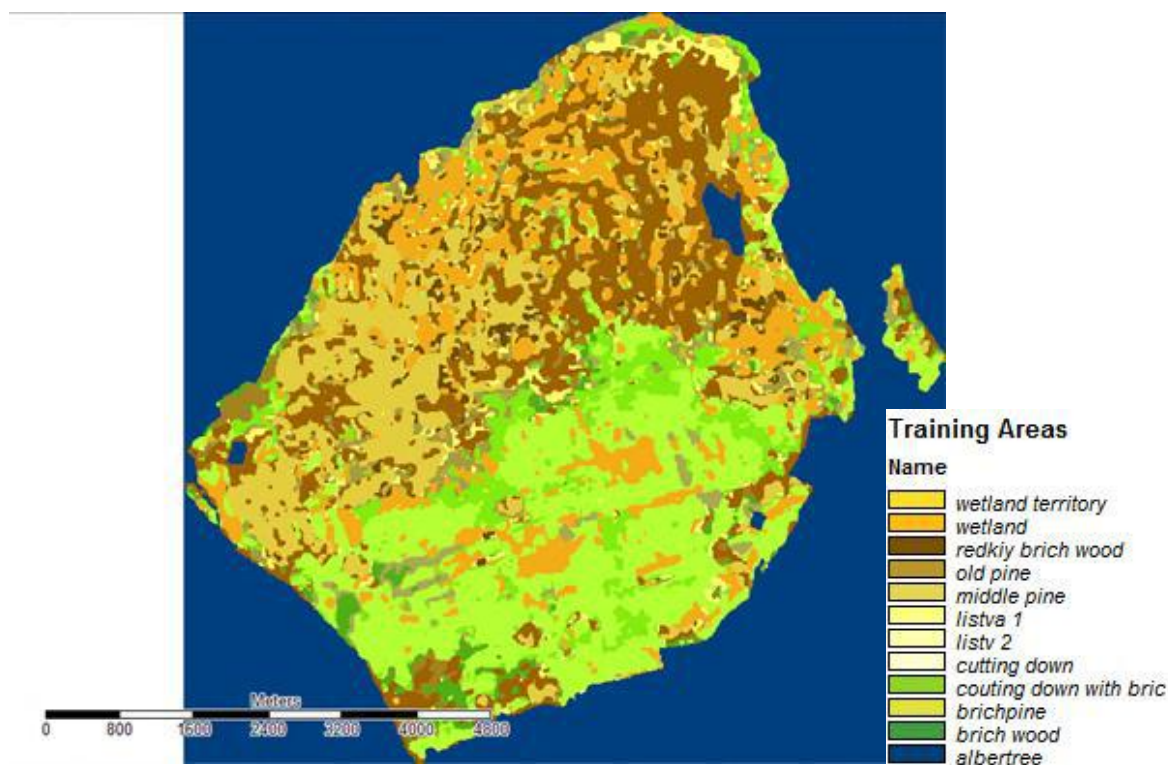 Training Areas
Name
wetland territory
wetland
redkiy brich wood
old pine
middle pine
listva 1
listv 2
cutting down
couting down with bric
brichpine
brich wood
albertree
Meters
0 800 1600 2400 3200 4000 4800